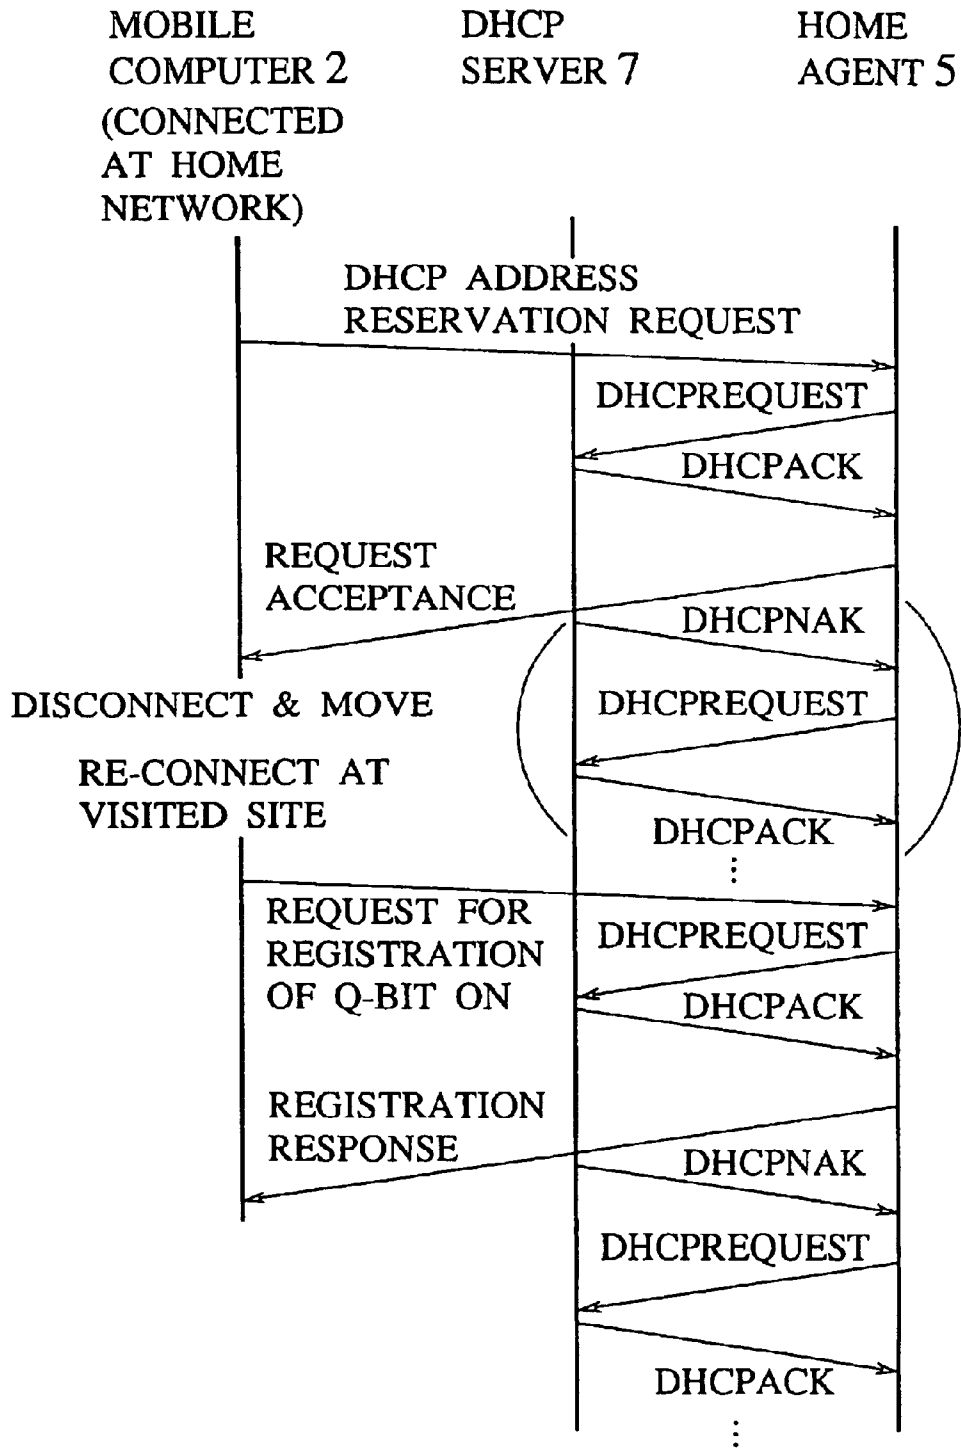 MOBILE
COMPUTER 2
(CONNECTED
AT HOME
NETWORK)
DHCP
SERVER 7
HOME
AGENT 5
DHCP ADDRESS
RESERVATION REQUEST
DHCPREQUEST
DHCPACK
REQUEST
ACCEPTANCE
DHCPNAK
DISCONNECT & MOVE
DHCPREQUEST
RE-CONNECT AT
VISITED SITE
DHCPACK
⋮
REQUEST FOR
REGISTRATION
OF Q-BIT ON
DHCPREQUEST
DHCPACK
REGISTRATION
RESPONSE
DHCPNAK
DHCPREQUEST
DHCPACK
⋮